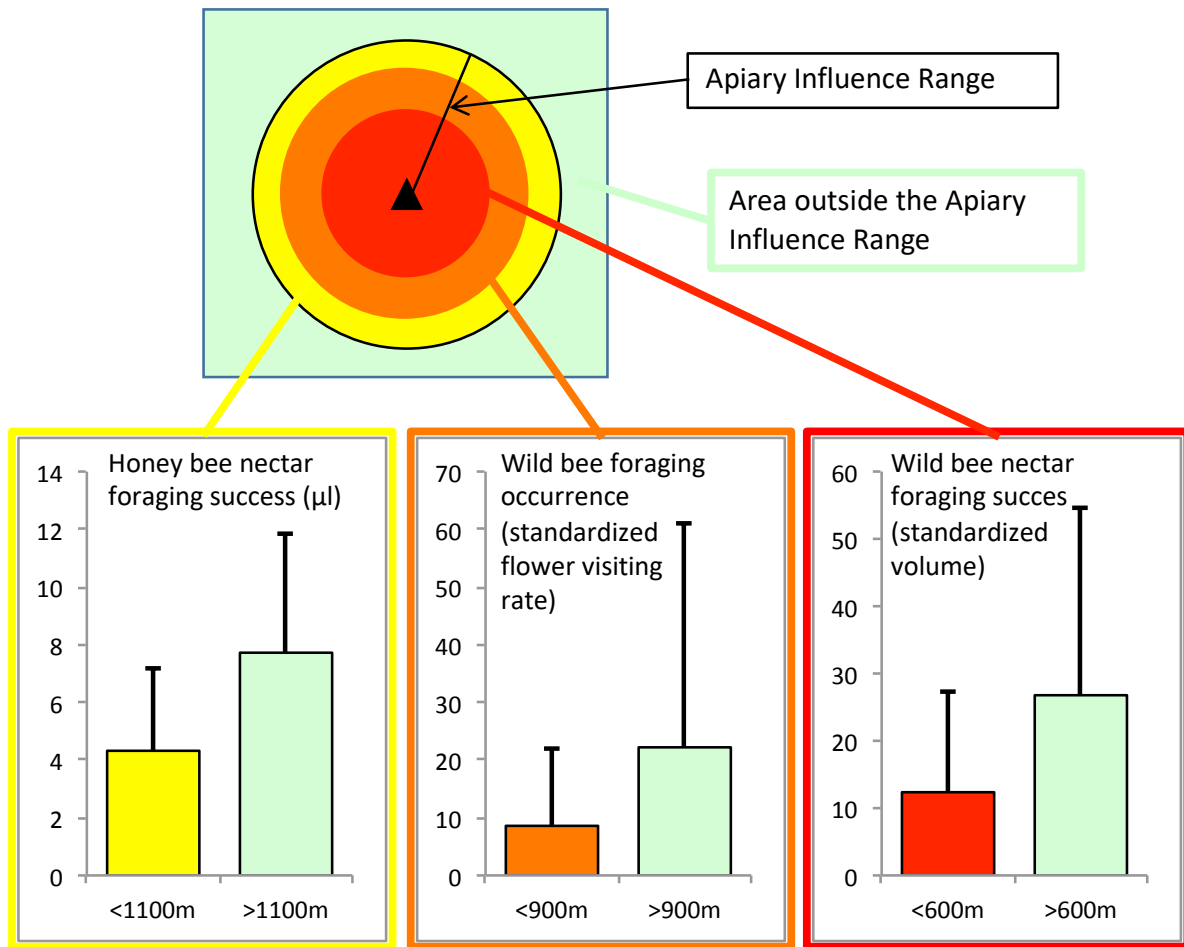 Apiary Influence Range
Area outside the Apiary
Influence Range
Honey bee nectar
foraging success (µl)
14
12
10
8
6
4
2
0
<1100m
>1100m
Wild bee foraging
occurrence
(standardized
flower visiting
rate)
70
60
50
40
30
20
10
0
<900m
>900m
Wild bee nectar
foraging succes
(standardized
volume)
60
50
40
30
20
10
0
<600m
>600m